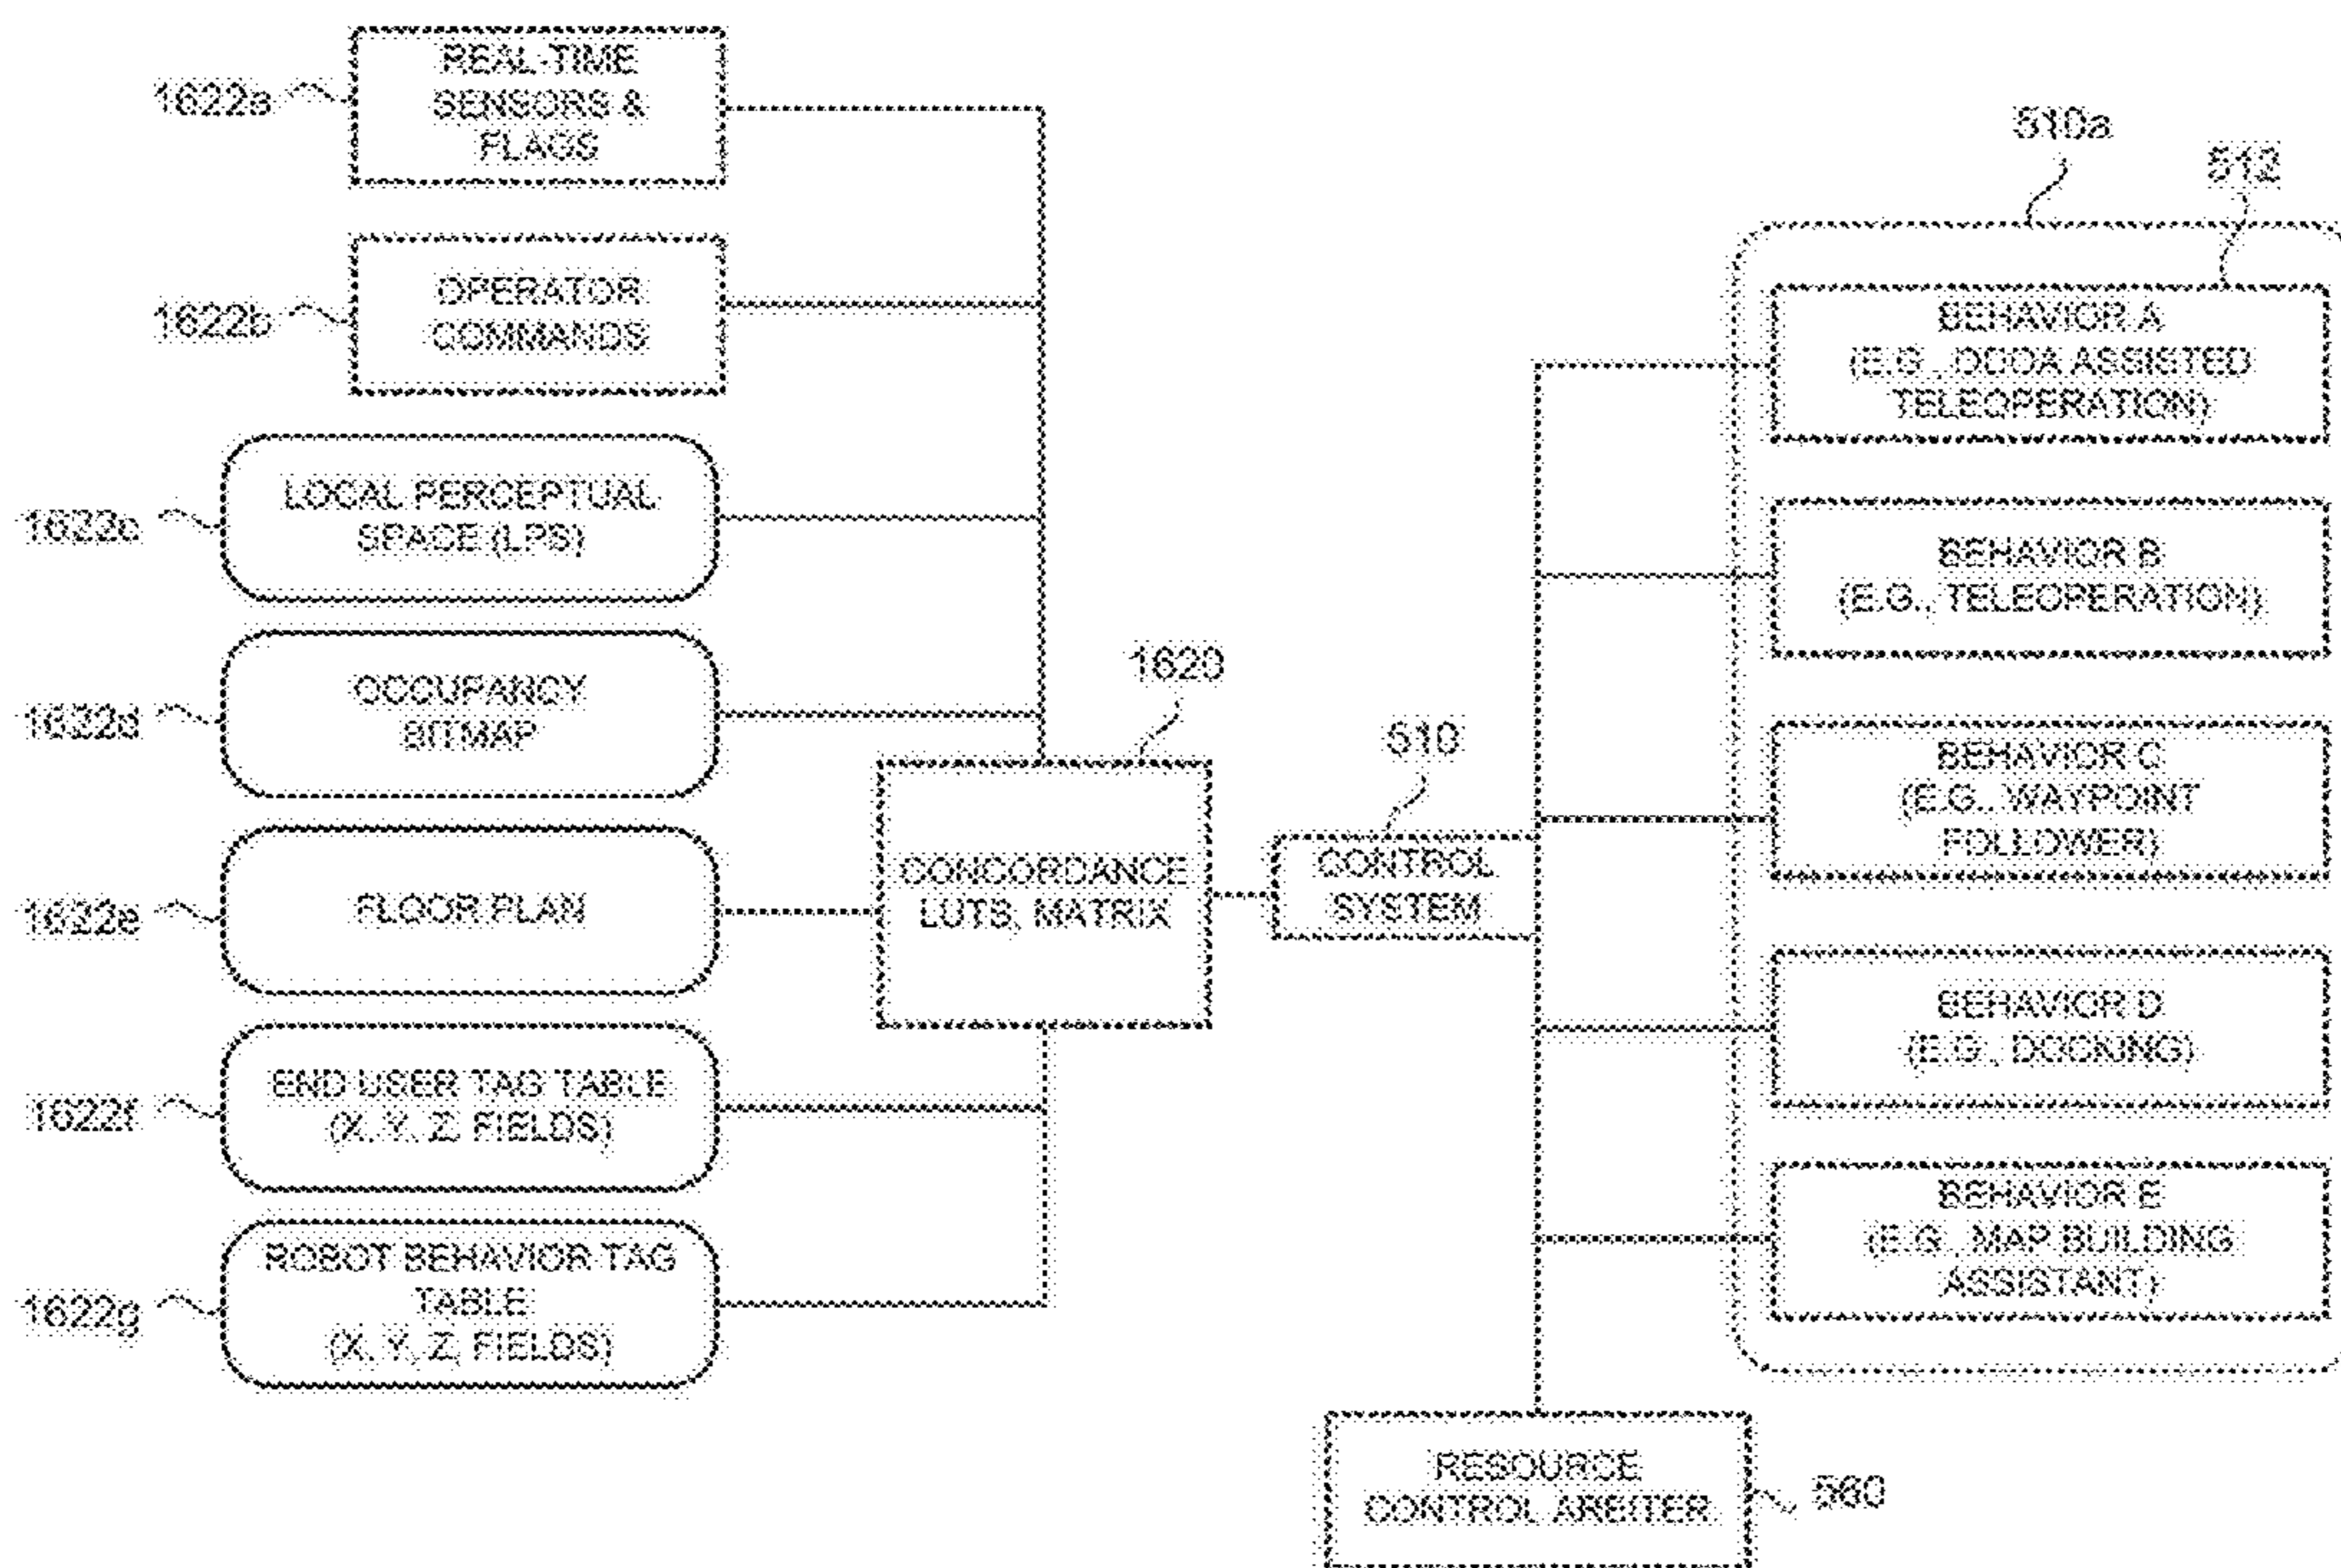 1622a
REAL-TIME
SENSORS &
FLAGS
1622b
OPERATOR
COMMANDS
1622c
LOCAL PERCEPTUAL
SPACE (LPS)
1622d
OCCUPANCY
BITMAP
1622e
FLOOR PLAN
1622f
END USER TAG TABLE
(X, Y, Z, FIELDS)
1622g
ROBOT BEHAVIOR TAG
TABLE
(X, Y, Z, FIELDS)
1620
CONCORDANCE
LUTS, MATRIX
510
CONTROL
SYSTEM
510a
512
BEHAVIOR A
(E.G., ODOA ASSISTED
TELEOPERATION)
BEHAVIOR B
(E.G., TELEOPERATION)
BEHAVIOR C
(E.G., WAYPOINT
FOLLOWER)
BEHAVIOR D
(E.G., DOCKING)
BEHAVIOR E
(E.G., MAP BUILDING
ASSISTANT)
RESOURCE
CONTROL ARBITER
560